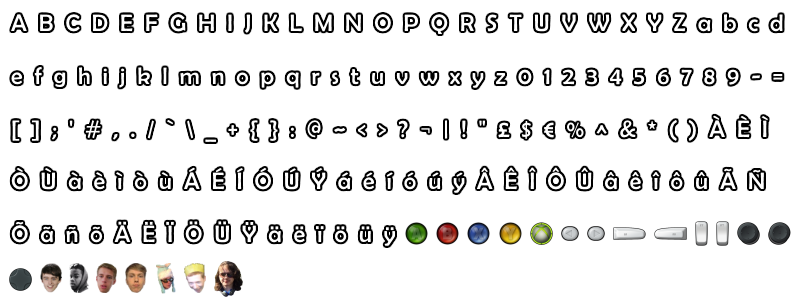 A B C D E F G H I J K L M N O P Q R S T U V W X Y Z a b c d
e f g h i j k l m n o p q r s t u v w x y z 0 1 2 3 4 5 6 7 8 9 - =
[ ] ; ' # , . / ` \ _ + { } : @ ~ < > ? ¬ | ! " £ $ € % ^ & * ( ) À È Ì
Ò Ù à è ì ò ù Á É Í Ó Ú Ý á é í ó ú ý Â Ê Î Ô Û â ê î ô û Ã Ñ
Õ ã ñ õ Ä Ë Ï Ö Ü Ÿ ä ë ï ö ü ÿ A B X Y